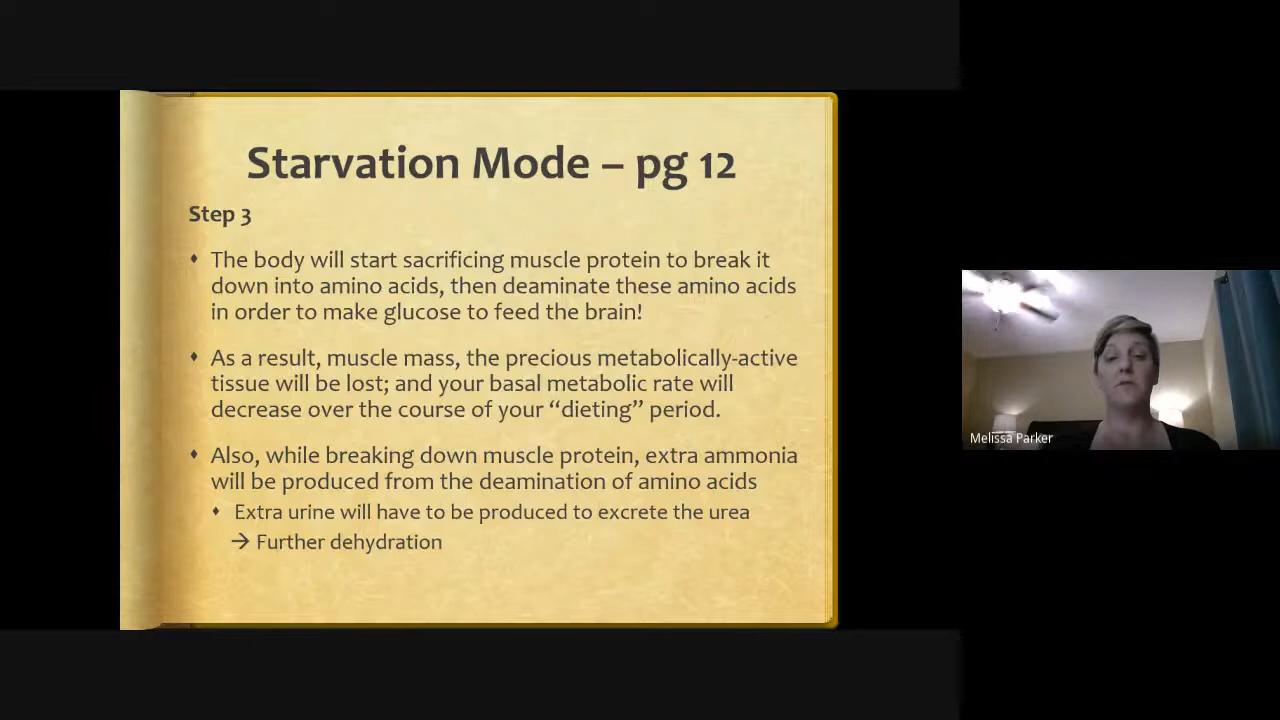 Starvation Mode – pg 12
Step 3
The body will start sacrificing muscle protein to break it
down into amino acids, then deaminate these amino acids
in order to make glucose to feed the brain!
As a result, muscle mass, the precious metabolically-active
tissue will be lost; and your basal metabolic rate will
decrease over the course of your “dieting” period.
Also, while breaking down muscle protein, extra ammonia
will be produced from the deamination of amino acids
Extra urine will have to be produced to excrete the urea
→ Further dehydration
Melissa Parker